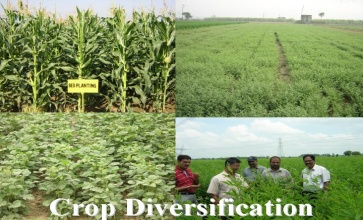 BED PLANTING
Crop Diversification